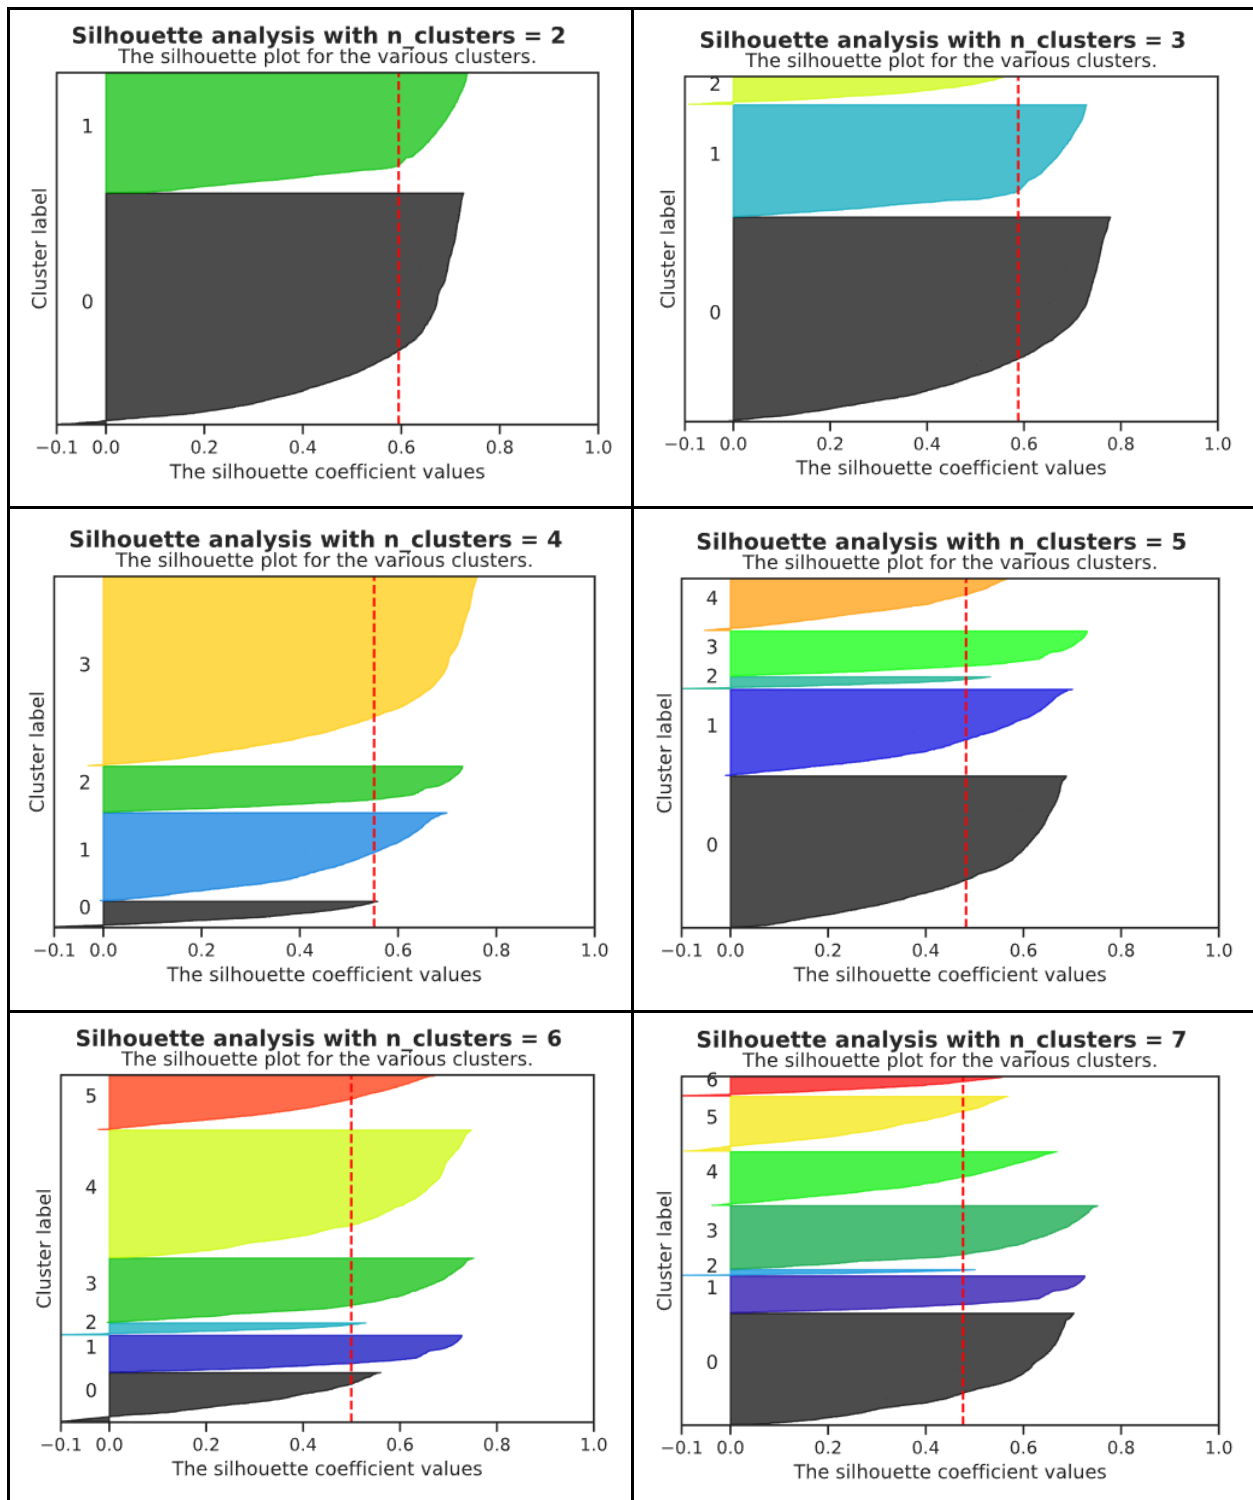 Silhouette analysis with n_clusters = 2
The silhouette plot for the various clusters.
1
0
Cluster label
−0.1 0.0 0.2 0.4 0.6 0.8 1.0
The silhouette coefficient values
Silhouette analysis with n_clusters = 3
The silhouette plot for the various clusters.
2
1
0
Cluster label
−0.1 0.0 0.2 0.4 0.6 0.8 1.0
The silhouette coefficient values
Silhouette analysis with n_clusters = 4
The silhouette plot for the various clusters.
3
2
1
0
Cluster label
−0.1 0.0 0.2 0.4 0.6 0.8 1.0
The silhouette coefficient values
Silhouette analysis with n_clusters = 5
The silhouette plot for the various clusters.
4
3
2
1
0
Cluster label
−0.1 0.0 0.2 0.4 0.6 0.8 1.0
The silhouette coefficient values
Silhouette analysis with n_clusters = 6
The silhouette plot for the various clusters.
5
4
3
2
1
0
Cluster label
−0.1 0.0 0.2 0.4 0.6 0.8 1.0
The silhouette coefficient values
Silhouette analysis with n_clusters = 7
The silhouette plot for the various clusters.
6
5
4
3
2
1
0
Cluster label
−0.1 0.0 0.2 0.4 0.6 0.8 1.0
The silhouette coefficient values